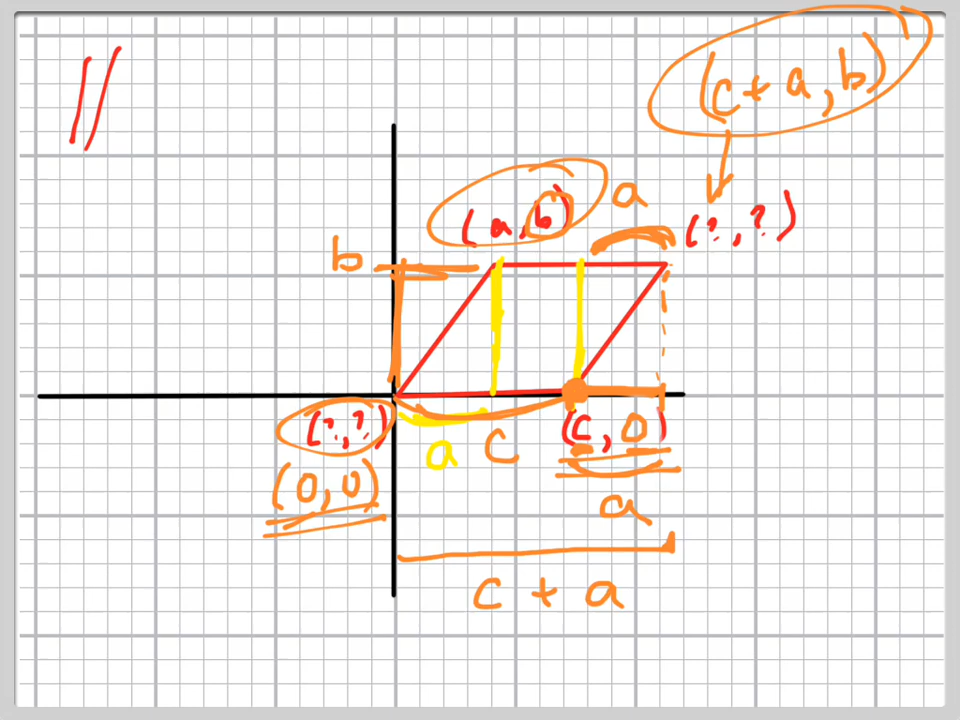 (c+a, b)
a
(a, b)
(?, ?)
b
(?, ?)
(c, 0)
a
c
(0, 0)
a
c + a